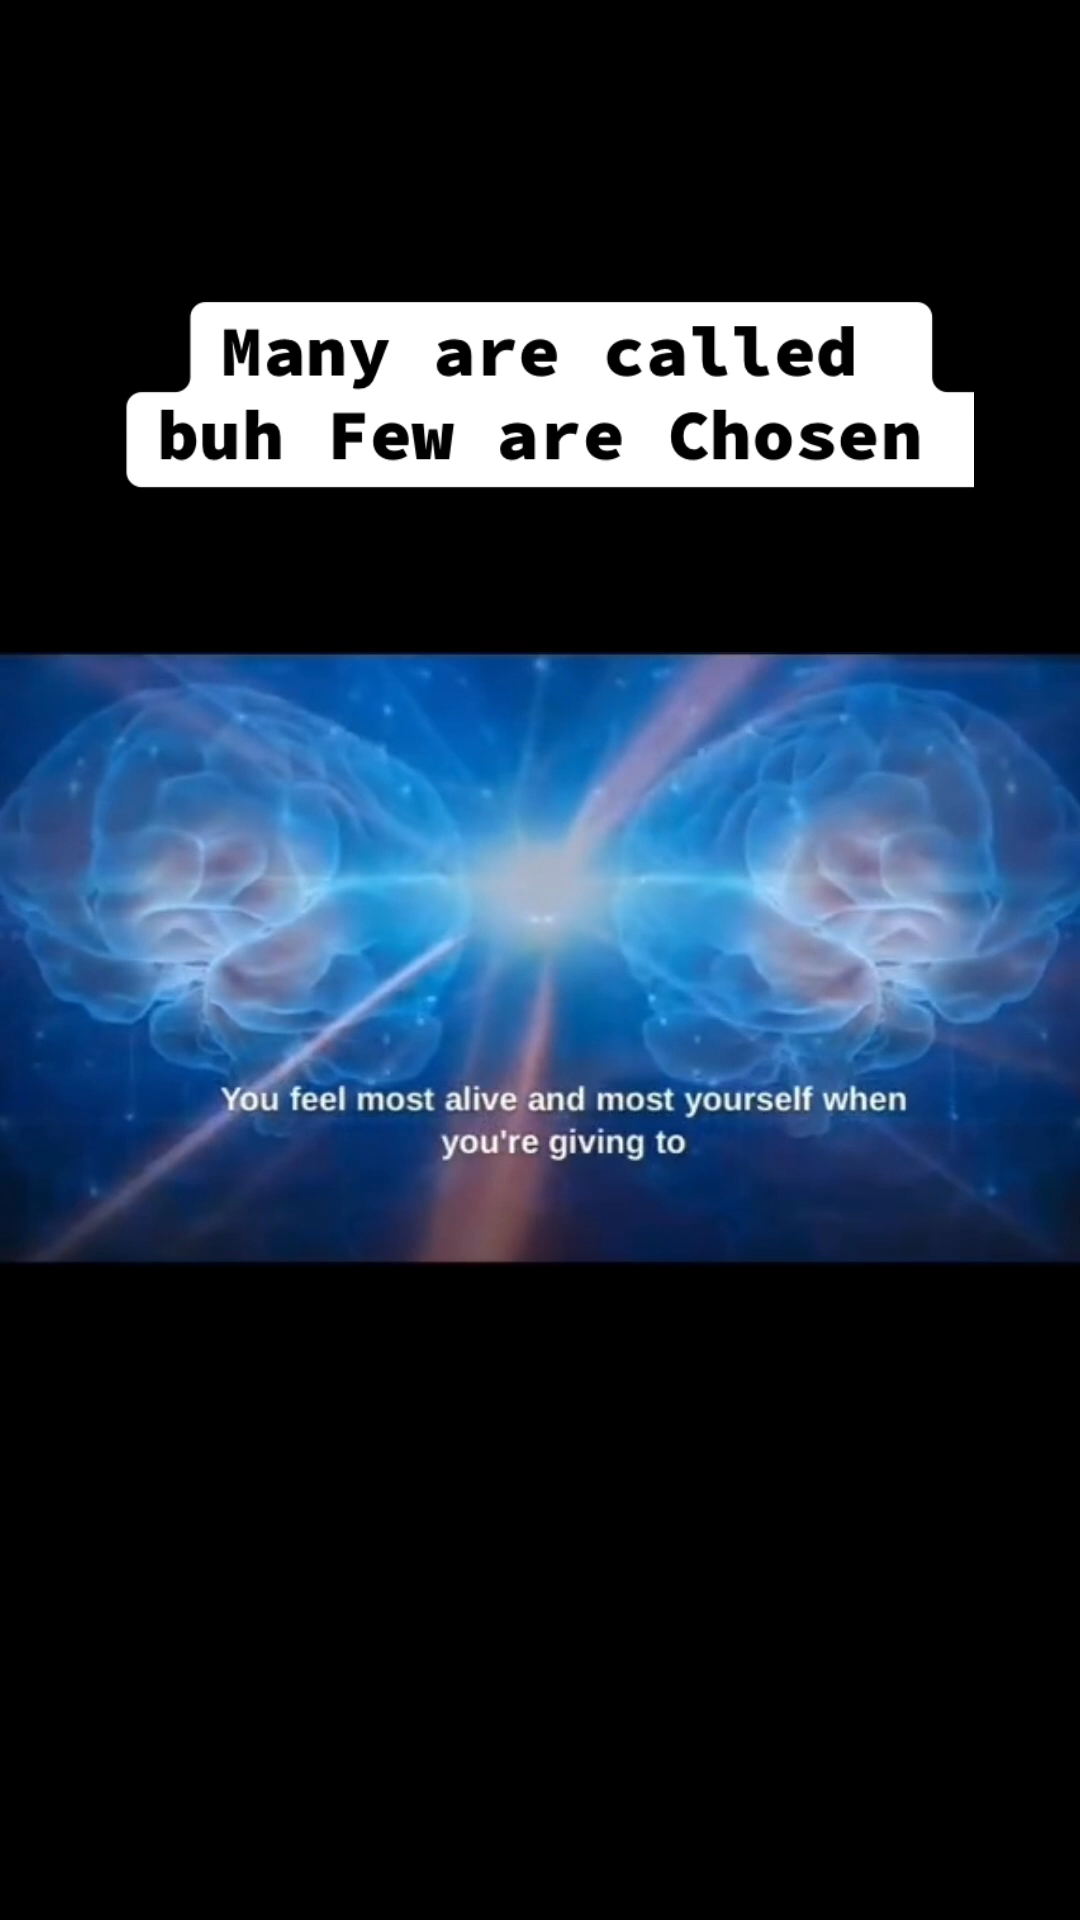 Many are called
buh Few are Chosen
You feel most alive and most yourself when
you're giving to